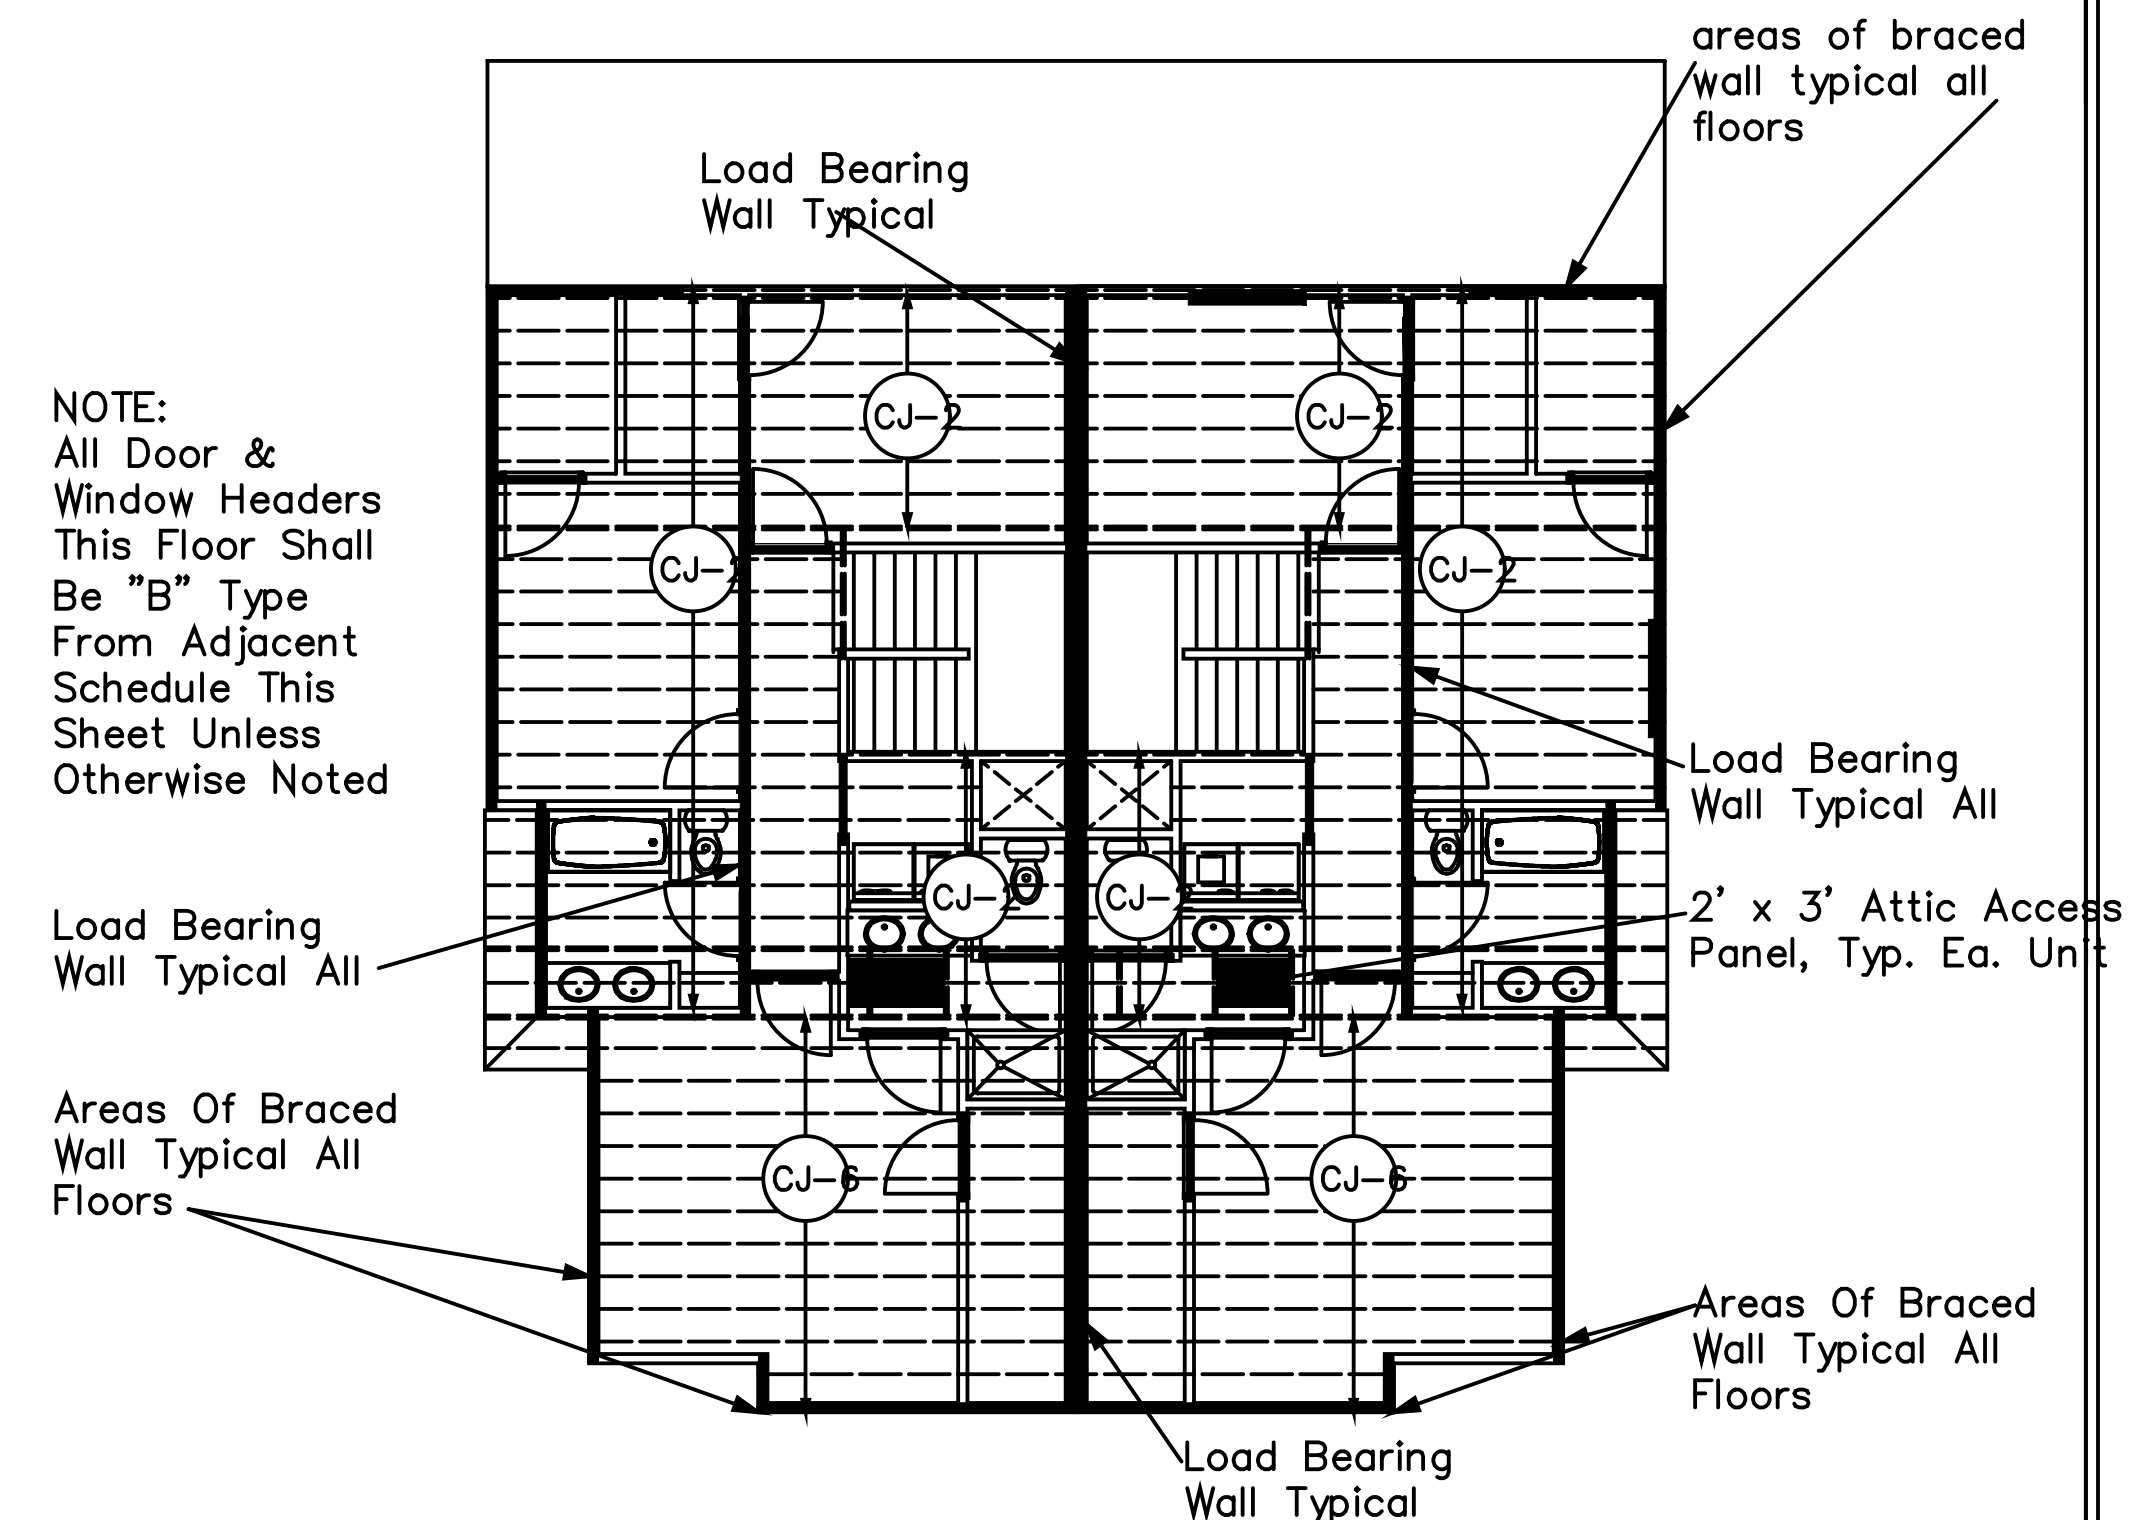 areas of braced
wall typical all
floors
Load Bearing
Wall Typical
NOTE:
All Door &
Window Headers
This Floor Shall
Be "B" Type
From Adjacent
Schedule This
Sheet Unless
Otherwise Noted
CJ-2
CJ-2
CJ-2
CJ-2
Load Bearing
Wall Typical All
CJ-2
CJ-2
2' x 3' Attic Access
Panel, Typ. Ea. Unit
Load Bearing
Wall Typical All
Areas Of Braced
Wall Typical All
Floors
CJ-6
CJ-6
Areas Of Braced
Wall Typical All
Floors
Load Bearing
Wall Typical